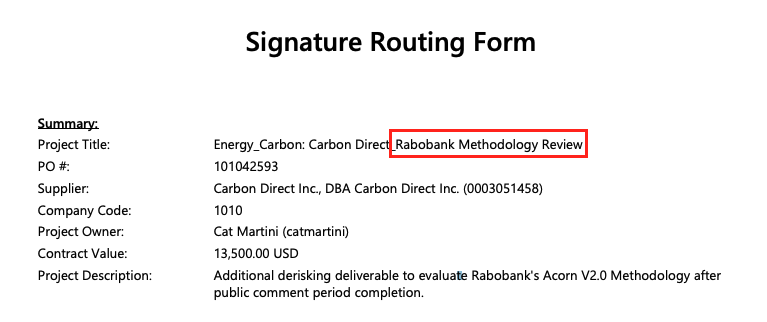 Signature Routing Form
Summary:
Project Title: Energy_Carbon: Carbon Direct_Rabobank Methodology Review
PO #: 101042593
Supplier: Carbon Direct Inc., DBA Carbon Direct Inc. (0003051458)
Company Code: 1010
Project Owner: Cat Martini (catmartini)
Contract Value: 13,500.00 USD
Project Description: Additional derisking deliverable to evaluate Rabobank's Acorn V2.0 Methodology after
public comment period completion.